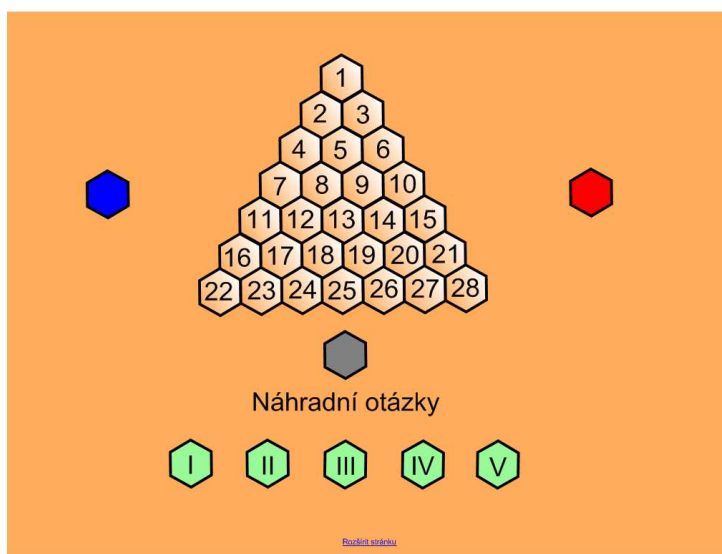 1
2 3
4 5 6
7 8 9 10
11 12 13 14 15
16 17 18 19 20 21
22 23 24 25 26 27 28
Náhradní otázky
I II III IV V
Rozšířit stránku